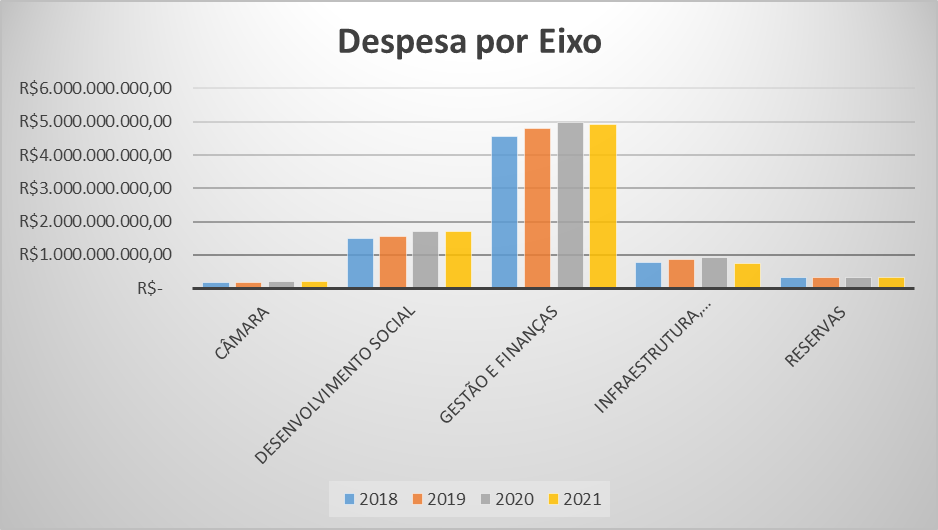 Despesa por Eixo
R$6.000.000.000,00
R$5.000.000.000,00
R$4.000.000.000,00
R$3.000.000.000,00
R$2.000.000.000,00
R$1.000.000.000,00
R$-
CÂMARA
DESENVOLVIMENTO SOCIAL
GESTÃO E FINANÇAS
INFRAESTRUTURA,...
RESERVAS
2018 2019 2020 2021